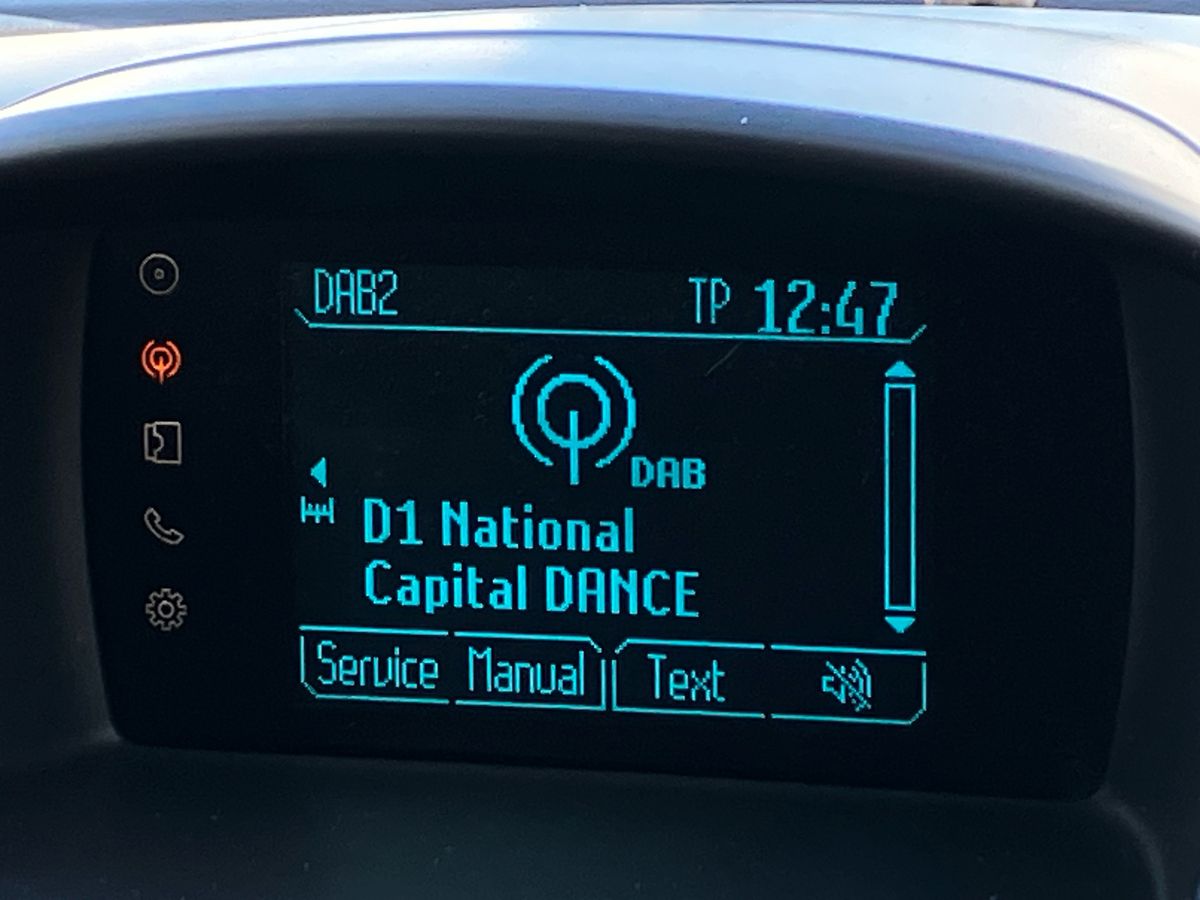 DAB2 TP 12:47
DAB
D1 National
Capital DANCE
Service Manual Text